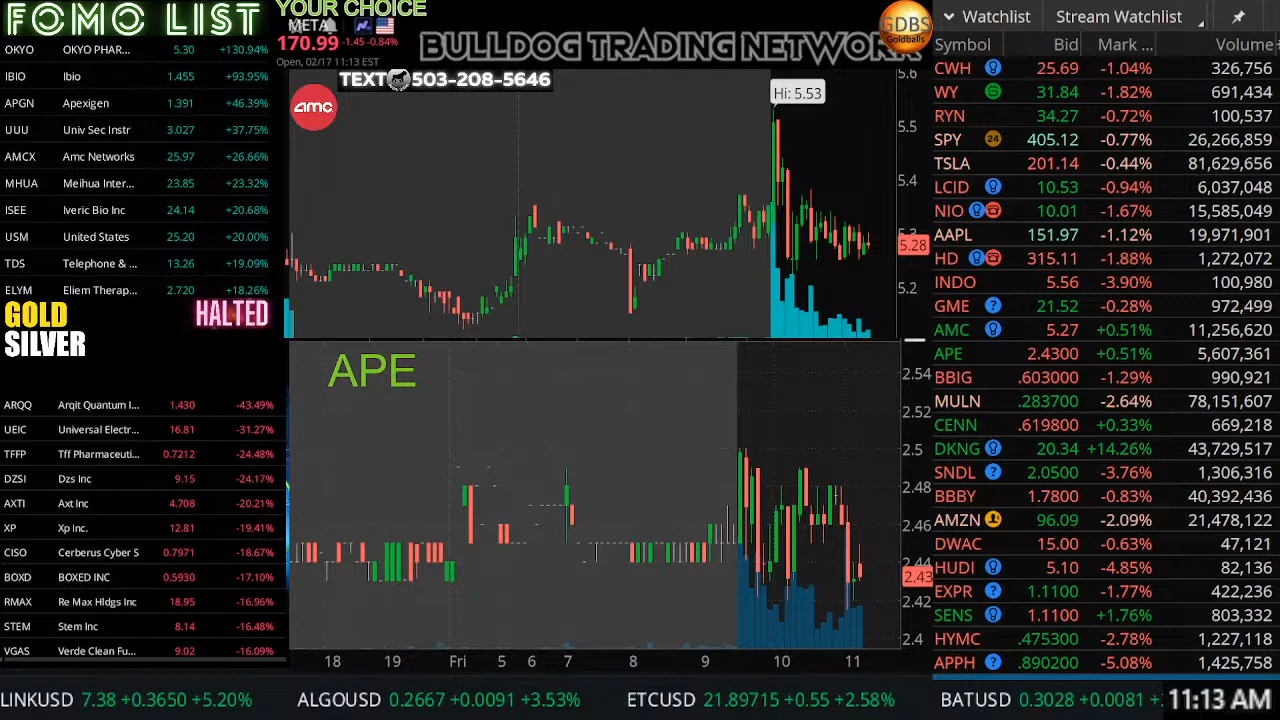 FOMO LIST
OKYO OKYO PHAR... 5.30 +130.94%
IBIO Ibio 1.455 +93.95%
APGN Apexigen 1.391 +46.39%
UUU Univ Sec Instr 3.027 +37.75%
AMCX Amc Networks 25.97 +26.66%
MHUA Meihua Inter... 23.85 +23.32%
ISEE Iveric Bio Inc 24.14 +20.68%
USM United States 25.20 +20.00%
TDS Telephone & ... 13.26 +19.09%
ELYM Eliem Therap... 2.720 +18.26%
GOLD HALTED
SILVER
ARQQ Arqit Quantum I... 1.430 -43.49%
UEIC Universal Electr... 16.81 -31.27%
TFFP Tff Pharmaceuti... 0.7212 -24.48%
DZSI Dzs Inc 9.15 -24.17%
AXTI Axt Inc 4.708 -20.21%
XP Xp Inc. 12.81 -19.41%
CISO Cerberus Cyber S 0.7971 -18.67%
BOXD BOXED INC 0.5930 -17.10%
RMAX Re Max Hldgs Inc 18.95 -16.96%
STEM Stem Inc 8.14 -16.48%
VGAS Verde Clean Fu... 9.02 -16.09%
YOUR CHOICE
META
170.99 -1.45 -0.84%
Open, 02/17 11:13 EST
BULLDOG TRADING NETWORK
GDBS
Goldballs
TEXT 503-208-5646
amc
Hi: 5.53
5.6
5.5
5.4
5.3
5.28
5.2
APE
2.54
2.52
2.5
2.48
2.46
2.44
2.43
2.42
2.4
18 19 Fri 5 6 7 8 9 10 11
Watchlist Stream Watchlist
Symbol Bid Mark ... Volume
CWH 25.69 -1.04% 326,756
WY 31.84 -1.82% 691,434
RYN 34.27 -0.72% 100,537
SPY 24 405.12 -0.77% 26,266,859
TSLA 201.14 -0.44% 81,629,656
LCID 10.53 -0.94% 6,037,048
NIO 10.01 -1.67% 15,585,049
AAPL 151.97 -1.12% 19,971,901
HD 315.11 -1.88% 1,272,072
INDO 5.56 -3.90% 100,980
GME ? 21.52 -0.28% 972,499
AMC 5.27 +0.51% 11,256,620
APE 2.4300 +0.51% 5,607,361
BBIG .603000 -1.29% 990,921
MULN .283700 -2.64% 78,151,607
CENN .619800 +0.33% 669,218
DKNG 20.34 +14.26% 43,729,517
SNDL ? 2.0500 -3.76% 1,306,316
BBBY 1.7800 -0.83% 40,392,436
AMZN 96.09 -2.09% 21,478,122
DWAC 15.00 -0.63% 47,121
HUDI 5.10 -4.85% 82,136
EXPR ? 1.1100 -1.77% 422,236
SENS 1.1100 +1.76% 803,332
HYMC .475300 -2.78% 1,227,118
APPH ? .890200 -5.08% 1,425,758
LINKUSD 7.38 +0.3650 +5.20% ALGOUSD 0.2667 +0.0091 +3.53% ETCUSD 21.89715 +0.55 +2.58% BATUSD 0.3028 +0.0081 + 11:13 AM